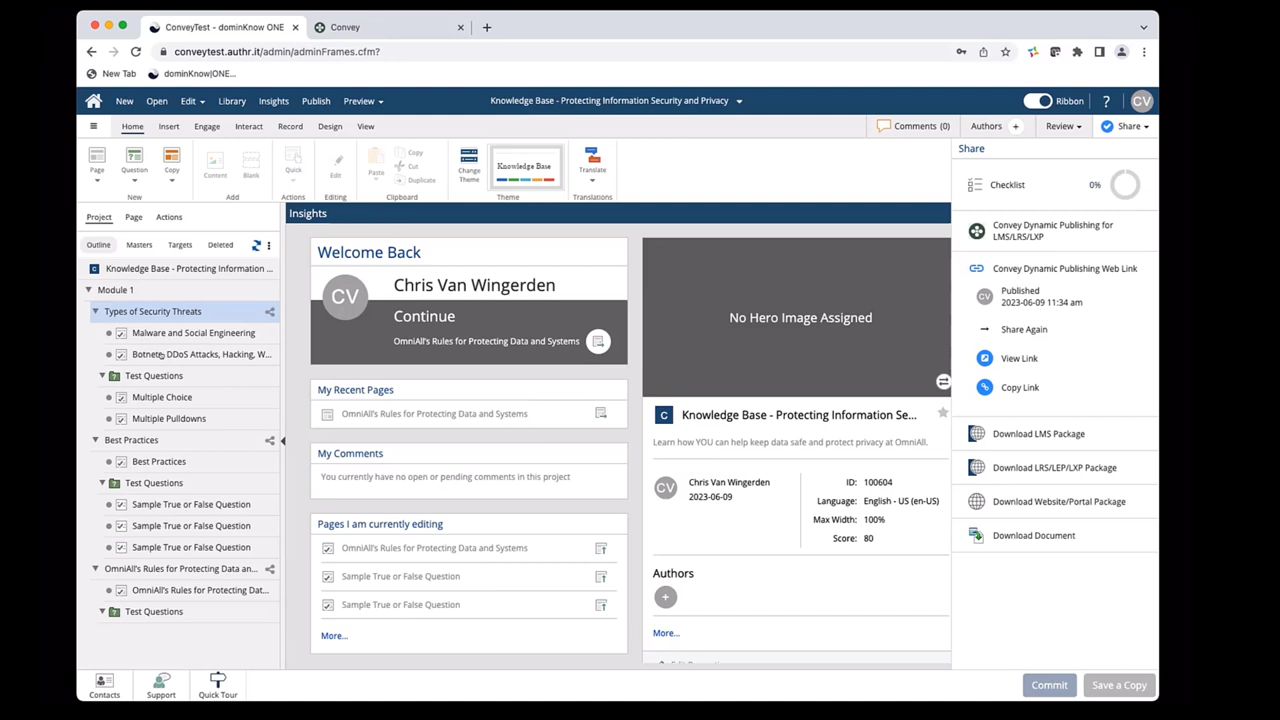 ConveyTest - dominKnow ONE
Convey
conveytest.authr.it/admin/adminFrames.cfm?
New Tab
dominKnow|ONE...
New
Open
Edit
Library
Insights
Publish
Preview
Knowledge Base - Protecting Information Security and Privacy
Ribbon
?
CV
Home
Insert
Engage
Interact
Record
Design
View
Comments (0)
Authors
Review
Share
Page
Question
Copy
New
Content
Blank
Add
Quick
Actions
Edit
Editing
Paste
Copy
Cut
Duplicate
Clipboard
Change
Theme
Knowledge Base
Theme
Translate
Translations
Project
Page
Actions
Outline
Masters
Targets
Deleted
Knowledge Base - Protecting Information ...
Module 1
Types of Security Threats
Malware and Social Engineering
Botnets, DDoS Attacks, Hacking, W...
Test Questions
Multiple Choice
Multiple Pulldowns
Best Practices
Best Practices
Test Questions
Sample True or False Question
Sample True or False Question
Sample True or False Question
OmniAll's Rules for Protecting Data an...
OmniAll's Rules for Protecting Dat...
Test Questions
Contacts
Support
Quick Tour
Insights
Welcome Back
CV
Chris Van Wingerden
Continue
OmniAll's Rules for Protecting Data and Systems
My Recent Pages
OmniAll's Rules for Protecting Data and Systems
My Comments
You currently have no open or pending comments in this project
Pages I am currently editing
OmniAll's Rules for Protecting Data and Systems
Sample True or False Question
Sample True or False Question
More...
No Hero Image Assigned
C
Knowledge Base - Protecting Information Se...
Learn how YOU can help keep data safe and protect privacy at OmniAll.
CV
Chris Van Wingerden
2023-06-09
ID: 100604
Language: English - US (en-US)
Max Width: 100%
Score: 80
Authors
More...
Share
Checklist
0%
Convey Dynamic Publishing for
LMS/LRS/LXP
Convey Dynamic Publishing Web Link
CV
Published
2023-06-09 11:34 am
Share Again
View Link
Copy Link
Download LMS Package
Download LRS/LEP/LXP Package
Download Website/Portal Package
Download Document
Commit
Save a Copy